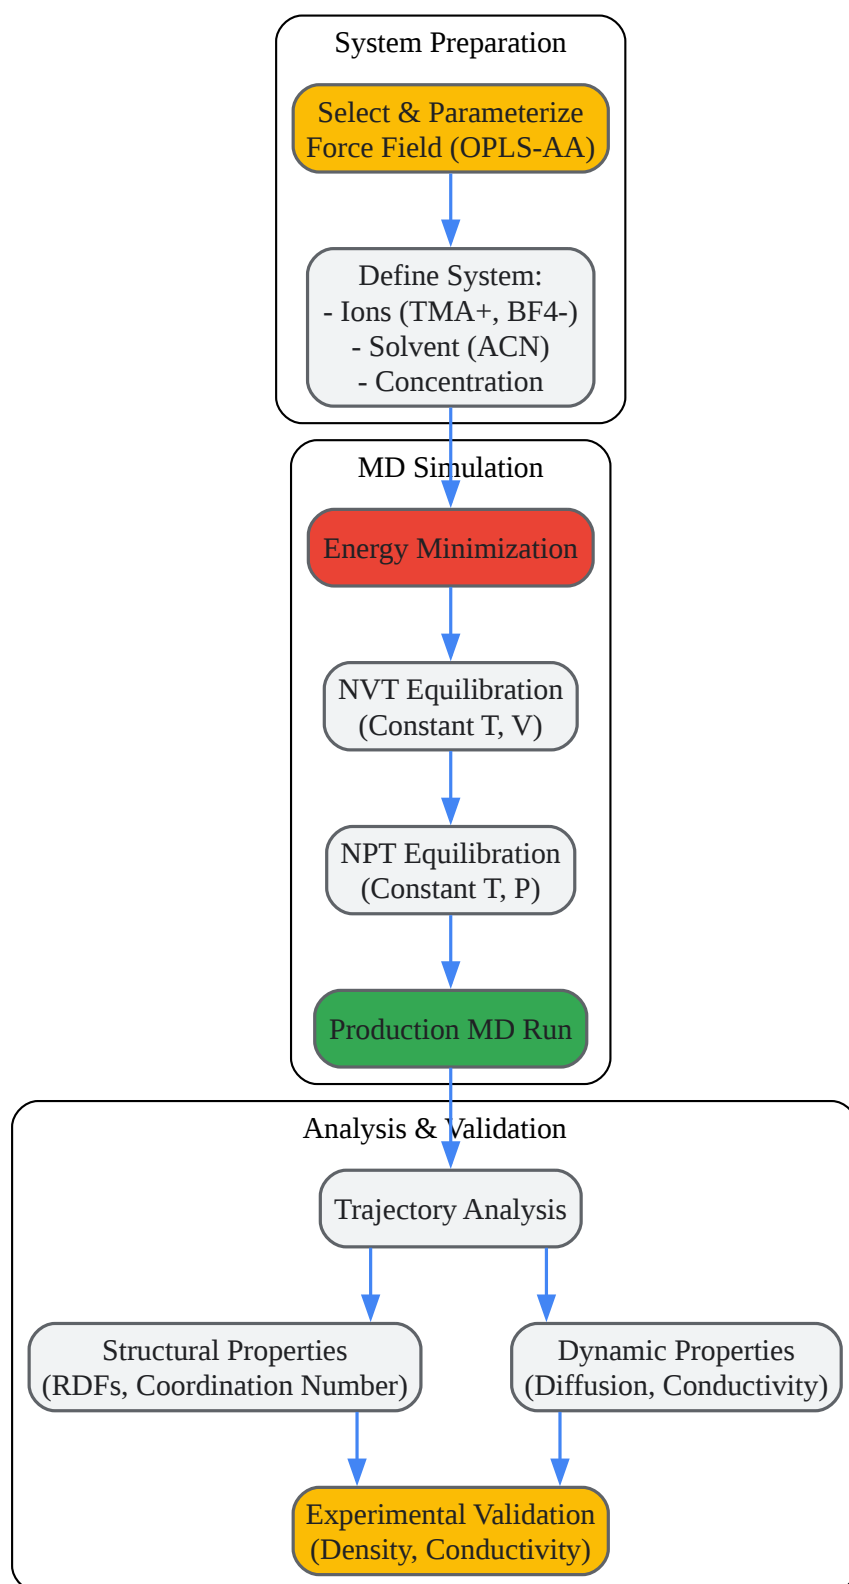 System Preparation
Select & Parameterize
Force Field (OPLS-AA)
Define System:
- Ions (TMA+, BF4-)
- Solvent (ACN)
- Concentration
MD Simulation
Energy Minimization
NVT Equilibration
(Constant T, V)
NPT Equilibration
(Constant T, P)
Production MD Run
Analysis & Validation
Trajectory Analysis
Structural Properties
(RDFs, Coordination Number)
Dynamic Properties
(Diffusion, Conductivity)
Experimental Validation
(Density, Conductivity)